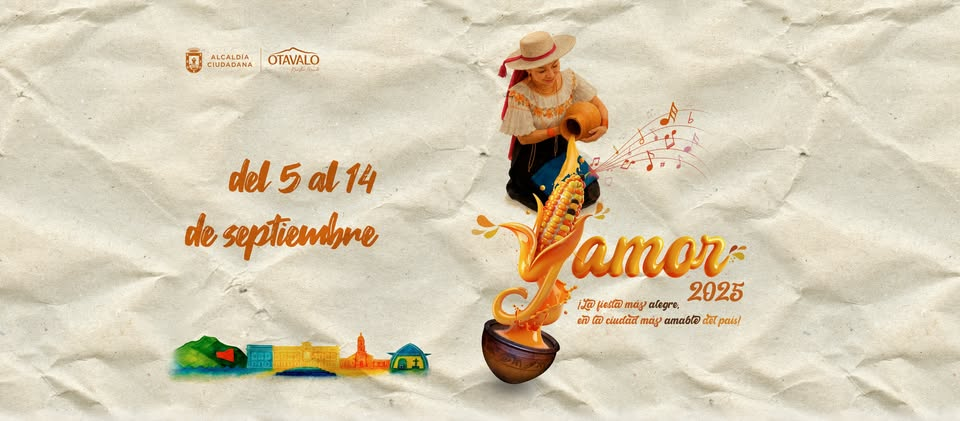 ALCALDÍA
CIUDADANA
OTAVALO
del 5 al 14
de septiembre
Yamor
2025
¡La fiesta más alegre,
en la ciudad más amable del país!